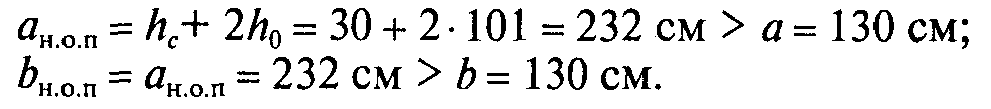 aн.о.п = hc + 2h0 = 30 + 2 · 101 = 232 см > a = 130 см;
bн.о.п = aн.о.п = 232 см > b = 130 см.